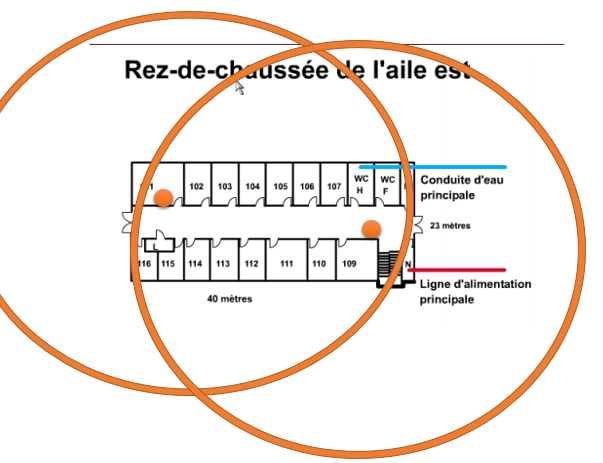 Rez-de-chaussée de l'aile est
102 103 104 105 106 107 WC H WC F
Conduite d'eau
principale
23 mètres
L
116 115 114 113 112 111 110 109 N
Ligne d'alimentation
principale
40 mètres